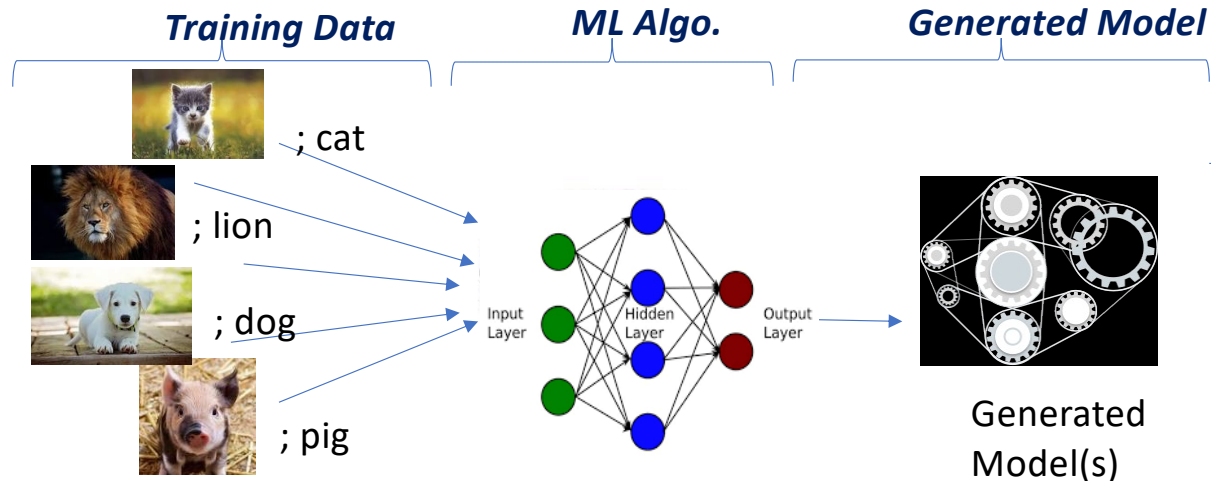 Training Data
ML Algo.
Generated Model
; cat
; lion
; dog
; pig
Input
Layer
Hidden
Layer
Output
Layer
Generated
Model(s)